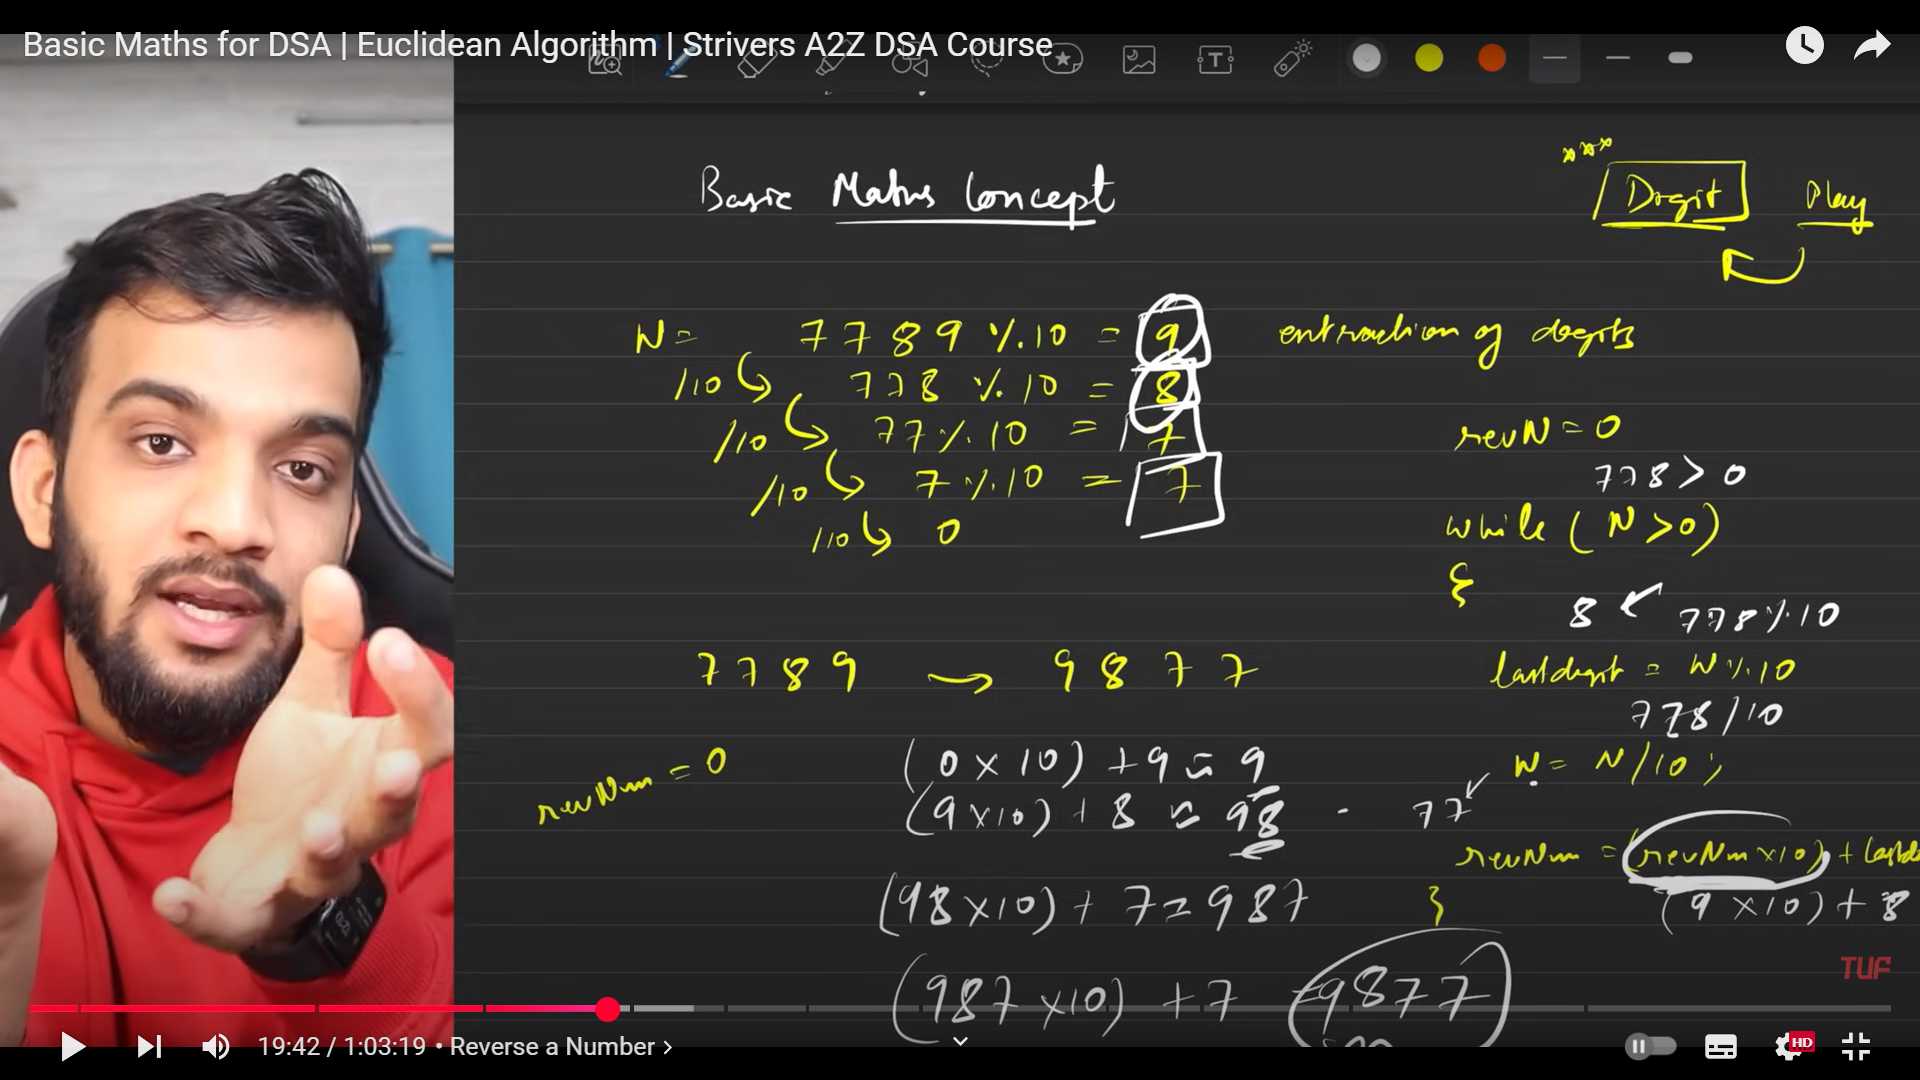 Basic Maths for DSA | Euclidean Algorithm | Strivers A2Z DSA Course
Basic Maths Concept
Digit Play
N = 7789 % 10 = 9
extraction of digits
/10 778 % 10 = 8
/10 77 % 10 = 7
/10 7 % 10 = 7
/10 0
revN = 0
778 > 0
while ( N > 0)
{
8 778 % 10
lastdigit = N % 10
778 / 10
N = N / 10 ;
77
revNum = (revNum x 10) + lastd
(9 x 10) + 8
}
7789 → 9877
revNum = 0
(0 x 10) + 9 = 9
(9 x 10) + 8 = 98 -
(98 x 10) + 7 = 987
(987 x 10) + 7 = 9877
TUF
19:42 / 1:03:19 • Reverse a Number
HD